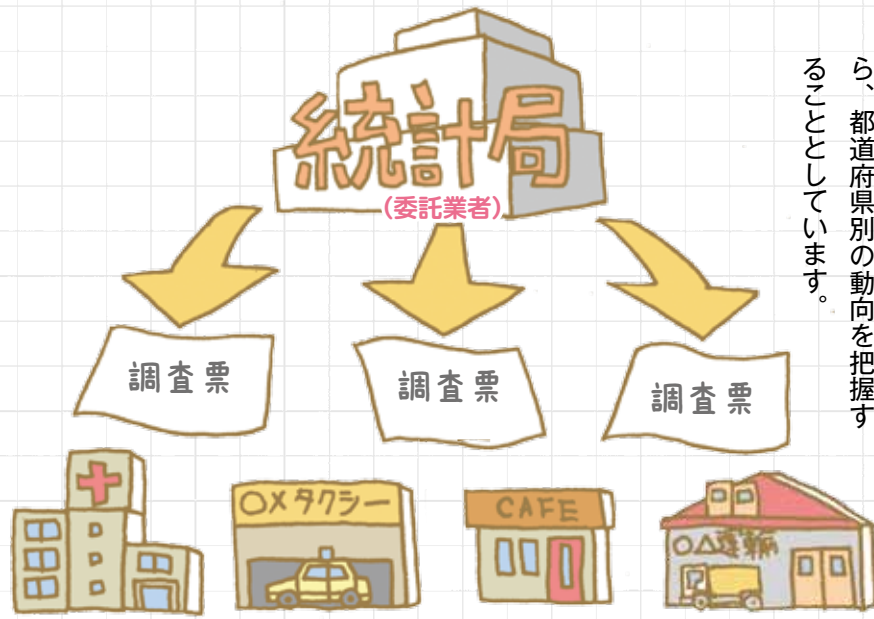 ら、都道府県別の動向を把握す
ることとしています。
統計局
(委託業者)
調査票
調査票
調査票
○×タクシー
CAFE
○△運輸